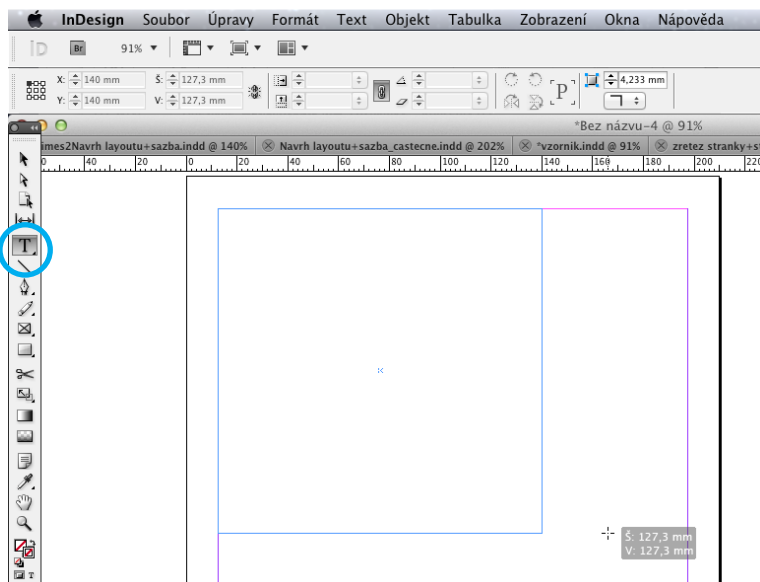 InDesign Soubor Úpravy Formát Text Objekt Tabulka Zobrazení Okna Nápověda
iD Br 91%
X: 140 mm Š: 127,3 mm 4,233 mm
Y: 140 mm V: 127,3 mm P
*Bez názvu-4 @ 91%
imes2Navrh layoutu+sazba.indd @ 140% Navrh layoutu+sazba_castecne.indd @ 202% *vzornik.indd @ 91% zretez stranky+s
0 40 20 0 20 40 60 80 100 120 140 160 180 200 220
T
Š: 127,3 mm
V: 127,3 mm
T